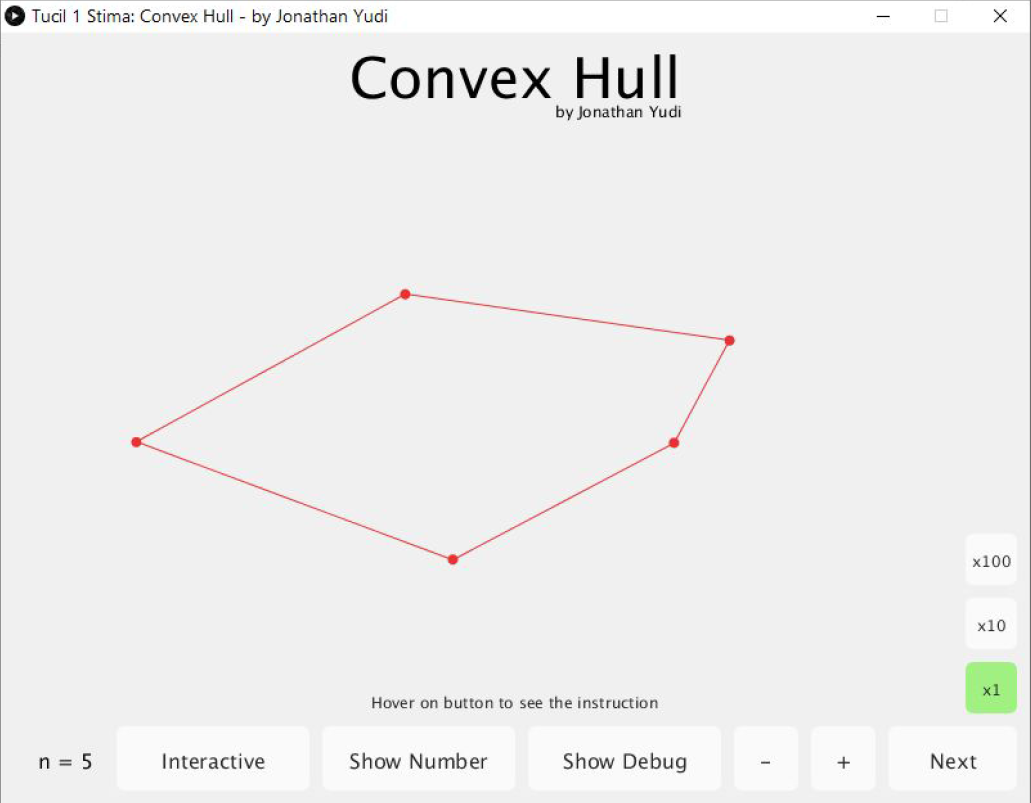 Tucil 1 Stima: Convex Hull - by Jonathan Yudi
Convex Hull
by Jonathan Yudi
x100
x10
x1
Hover on button to see the instruction
n = 5 Interactive Show Number Show Debug - + Next